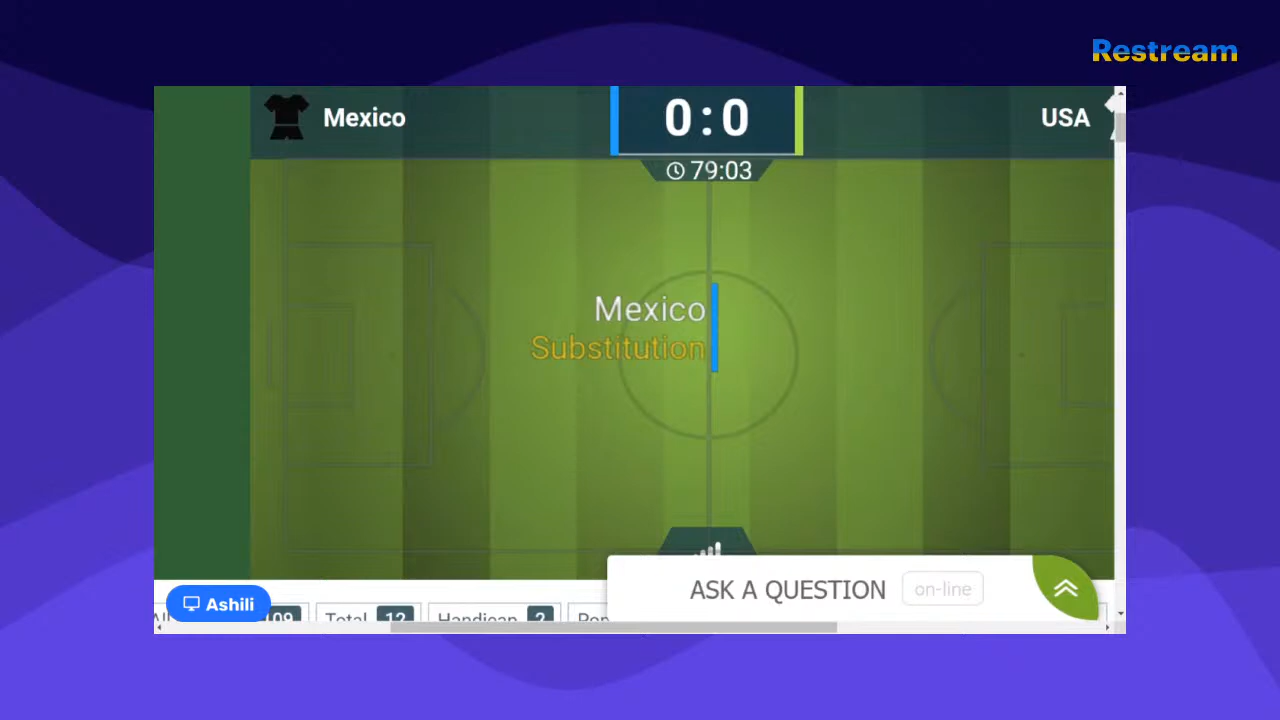 Restream
Mexico
0:0
USA
79:03
Mexico
Substitution
ASK A QUESTION
on-line
Ashili
Total 12
Handicap 2